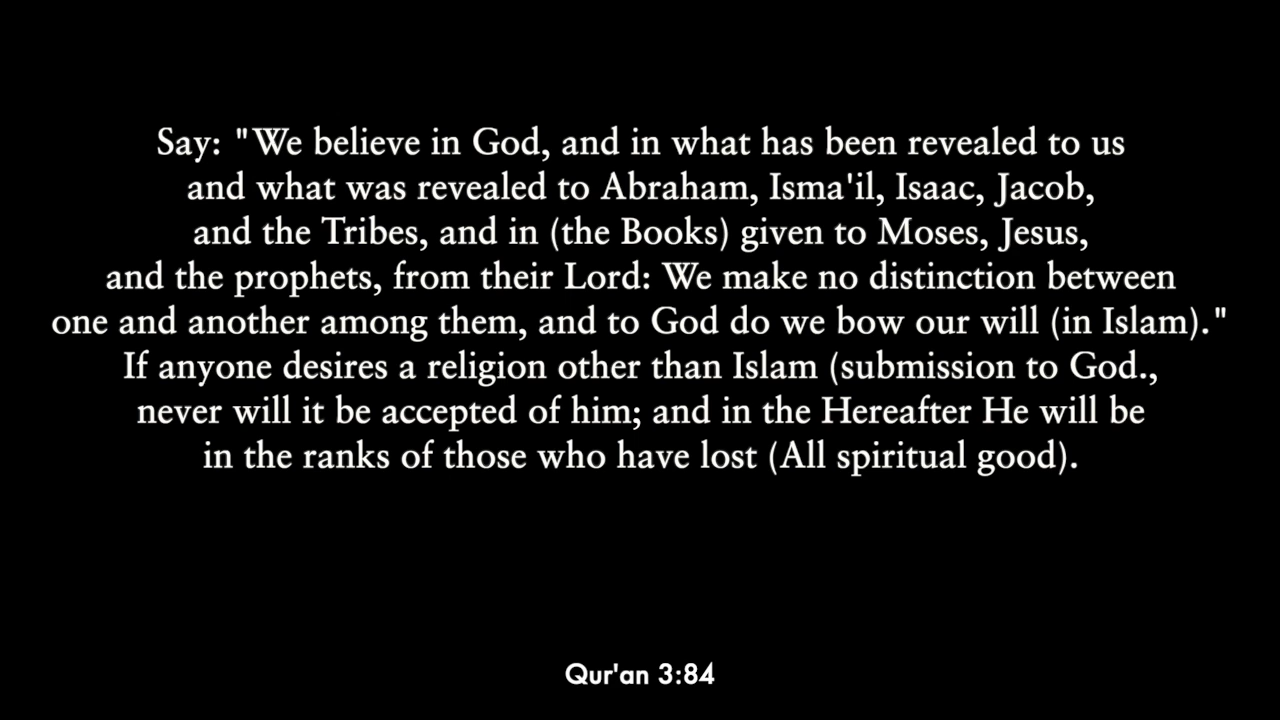 Say: "We believe in God, and in what has been revealed to us
and what was revealed to Abraham, Isma'il, Isaac, Jacob,
and the Tribes, and in (the Books) given to Moses, Jesus,
and the prophets, from their Lord: We make no distinction between
one and another among them, and to God do we bow our will (in Islam)."
If anyone desires a religion other than Islam (submission to God.,
never will it be accepted of him; and in the Hereafter He will be
in the ranks of those who have lost (All spiritual good).
Qur'an 3:84